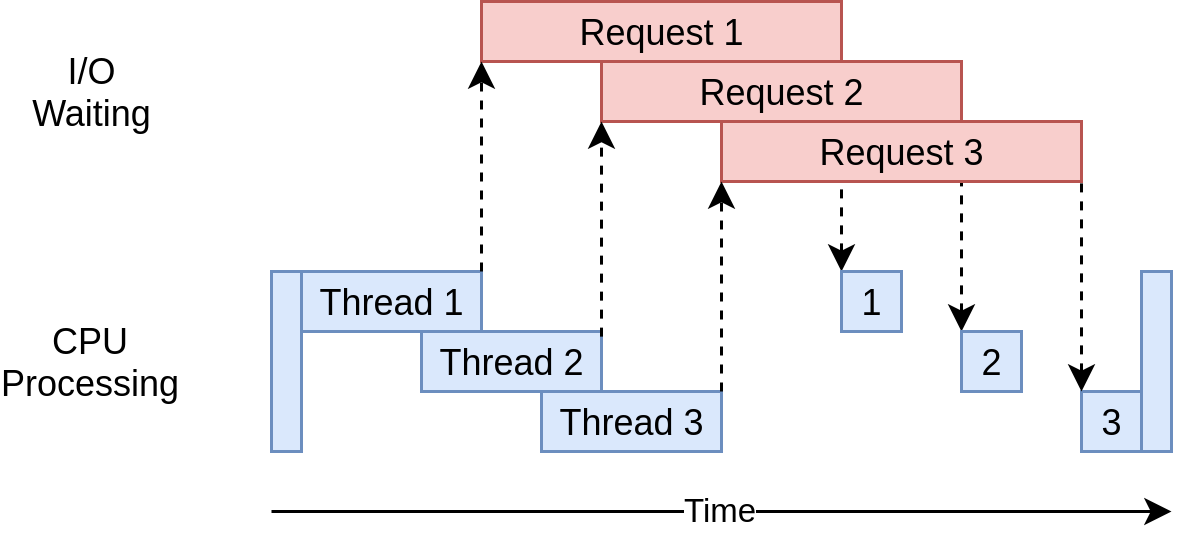 Request 1
I/O
Waiting
Request 2
Request 3
Thread 1
1
CPU
Processing
Thread 2
2
Thread 3
3
Time